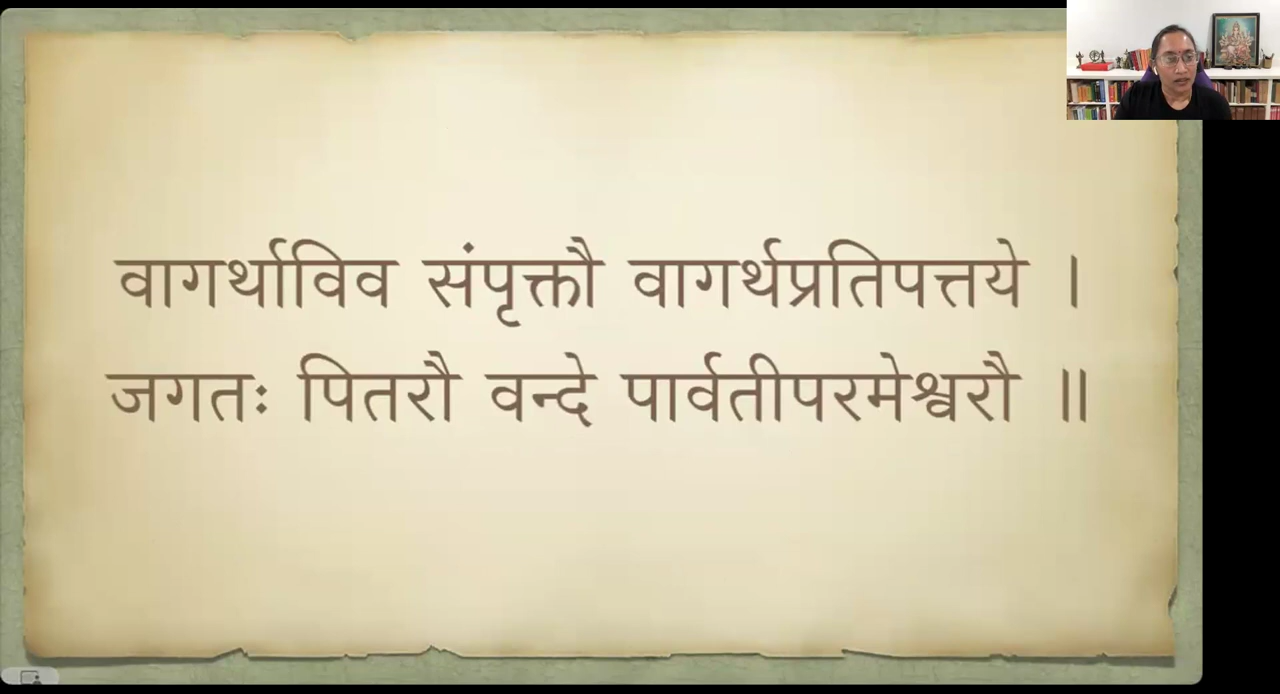 वागर्थाविव संपृक्तौ वागर्थप्रतिपत्तये ।
जगतः पितरौ वन्दे पार्वतीपरमेश्वरौ ॥